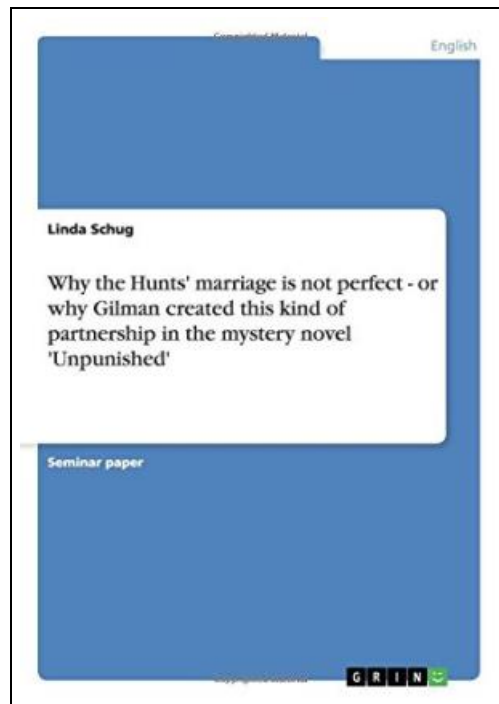 English
Linda Schug
Why the Hunts' marriage is not perfect - or
why Gilman created this kind of
partnership in the mystery novel
'Unpunished'
Seminar paper
GRIN